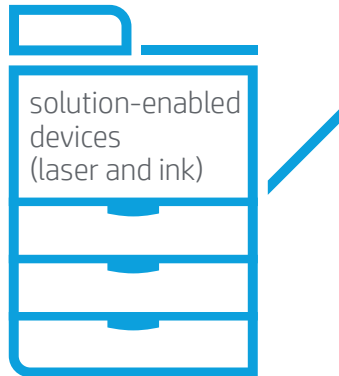 solution-enabled
devices
(laser and ink)